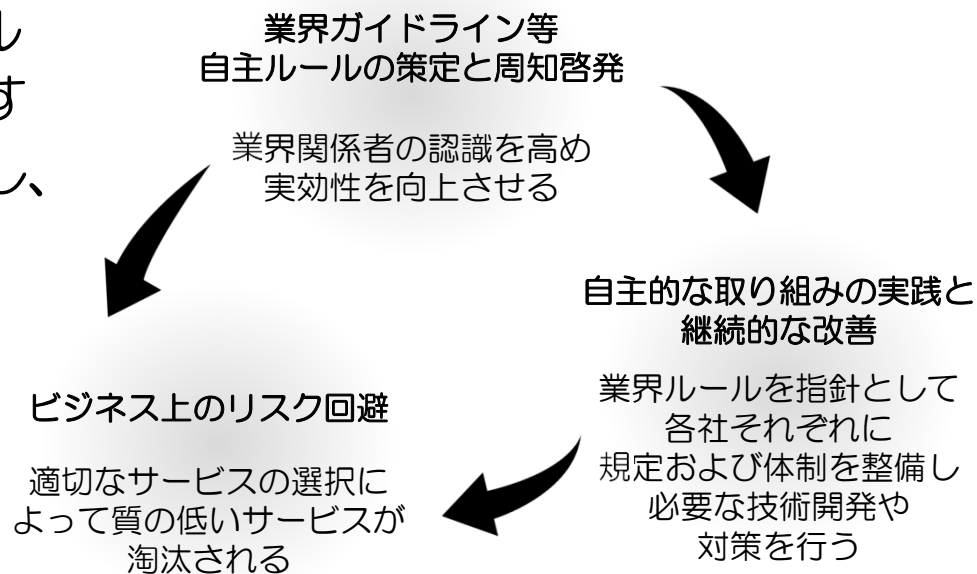 ル
す
し、
業界ガイドライン等
自主ルールの策定と周知啓発
業界関係者の認識を高め
実効性を向上させる
自主的な取り組みの実践と
継続的な改善
業界ルールを指針として
各社それぞれに
規定および体制を整備し
必要な技術開発や
対策を行う
ビジネス上のリスク回避
適切なサービスの選択に
よって質の低いサービスが
淘汰される